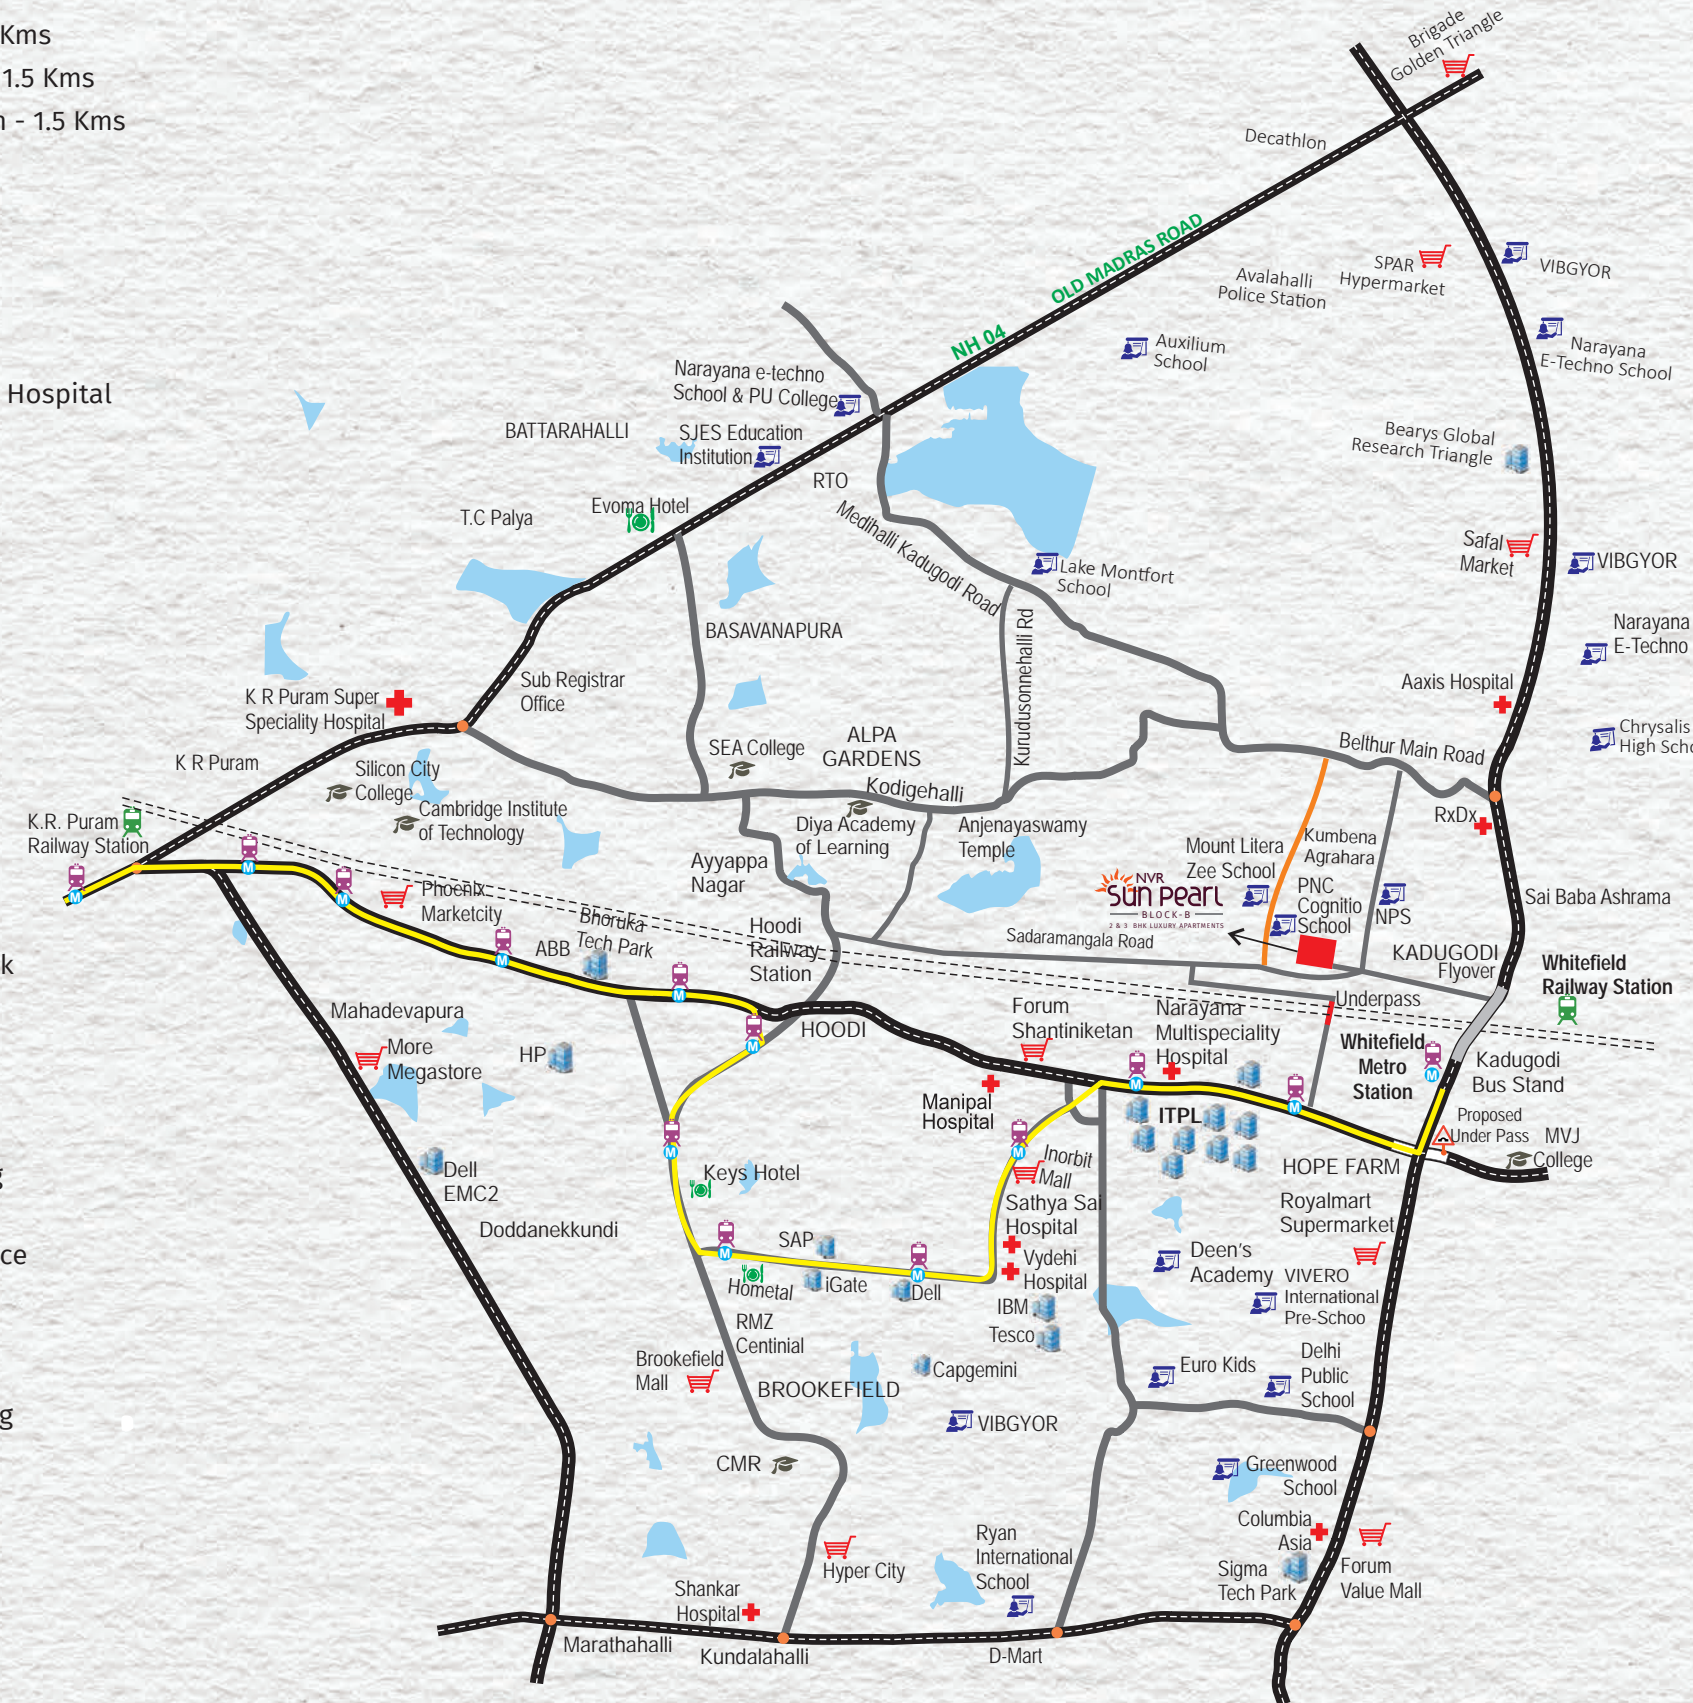 Kms
1.5 Kms
- 1.5 Kms
Brigade
Golden Triangle
Decathlon
OLD MADRAS ROAD
NH 04
Avalahalli
Police Station
SPAR
Hypermarket
VIBGYOR
Narayana
E-Techno School
Auxilium
School
Hospital
Narayana e-techno
School & PU College
BATTARAHALLI
SJES Education
Institution
RTO
Bearys Global
Research Triangle
Evoma Hotel
T.C Palya
Medihalli Kadugodi Road
Lake Montfort
School
Safal
Market
VIBGYOR
BASAVANAPURA
Kurudusonnehalli Rd
Narayana
E-Techno
Sub Registrar
Office
K R Puram Super
Speciality Hospital
Aaxis Hospital
Chrysalis
High Scho
K R Puram
SEA College
ALPA
GARDENS
Belthur Main Road
Silicon City
College
Kodigehalli
Cambridge Institute
of Technology
K.R. Puram
Railway Station
Diya Academy
of Learning
Anjenayaswamy
Temple
RxDx
Mount Litera
Zee School
Kumbena
Agrahara
Ayyappa
Nagar
Phoenix
Marketcity
NVR
Sun pearl
BLOCK-B
2 & 3 BHK LUXURY APARTMENTS
PNC
Cognitio
School
NPS
Sai Baba Ashrama
Bhoruka
Tech Park
ABB
Hoodi
Railway
Station
Sadaramangala Road
KADUGODI
Flyover
Whitefield
Railway Station
k
Mahadevapura
HOODI
Forum
Shantiniketan
Narayana
Multispeciality
Hospital
Underpass
Whitefield
Metro
Station
Kadugodi
Bus Stand
More
Megastore
HP
Manipal
Hospital
ITPL
Proposed
Under Pass
MVJ
College
HOPE FARM
Inorbit
Mall
Dell
EMC2
Keys Hotel
g
Sathya Sai
Hospital
Royalmart
Supermarket
Doddanekkundi
SAP
ce
Vydehi
Hospital
Deen's
Academy
VIVERO
International
Pre-Schoo
Hometal
iGate
Dell
IBM
Tesco
RMZ
Centinial
Brookefield
Mall
BROOKEFIELD
Capgemini
Euro Kids
Delhi
Public
School
g
VIBGYOR
CMR
Greenwood
School
Columbia
Asia
Ryan
International
School
Hyper City
Sigma
Tech Park
Forum
Value Mall
Shankar
Hospital
Marathahalli
Kundalahalli
D-Mart
M
M
M
M
M
M
M
M
M
M
M
M
M